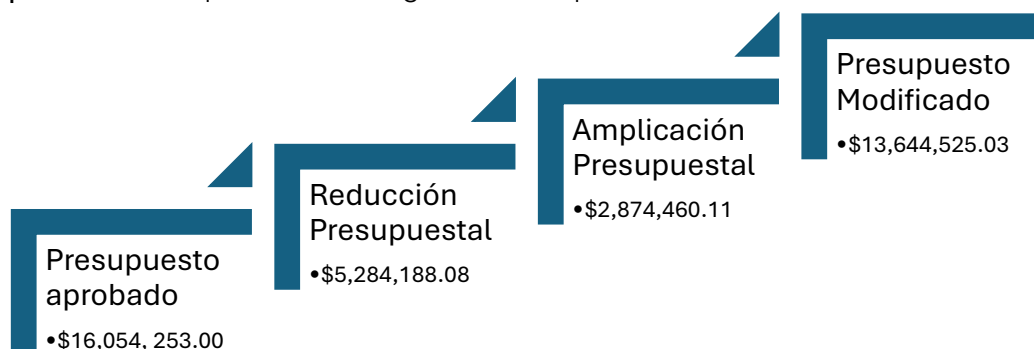 Presupuesto
aprobado
•$16,054, 253.00
Reducción
Presupuestal
•$5,284,188.08
Amplicación
Presupuestal
•$2,874,460.11
Presupuesto
Modificado
•$13,644,525.03